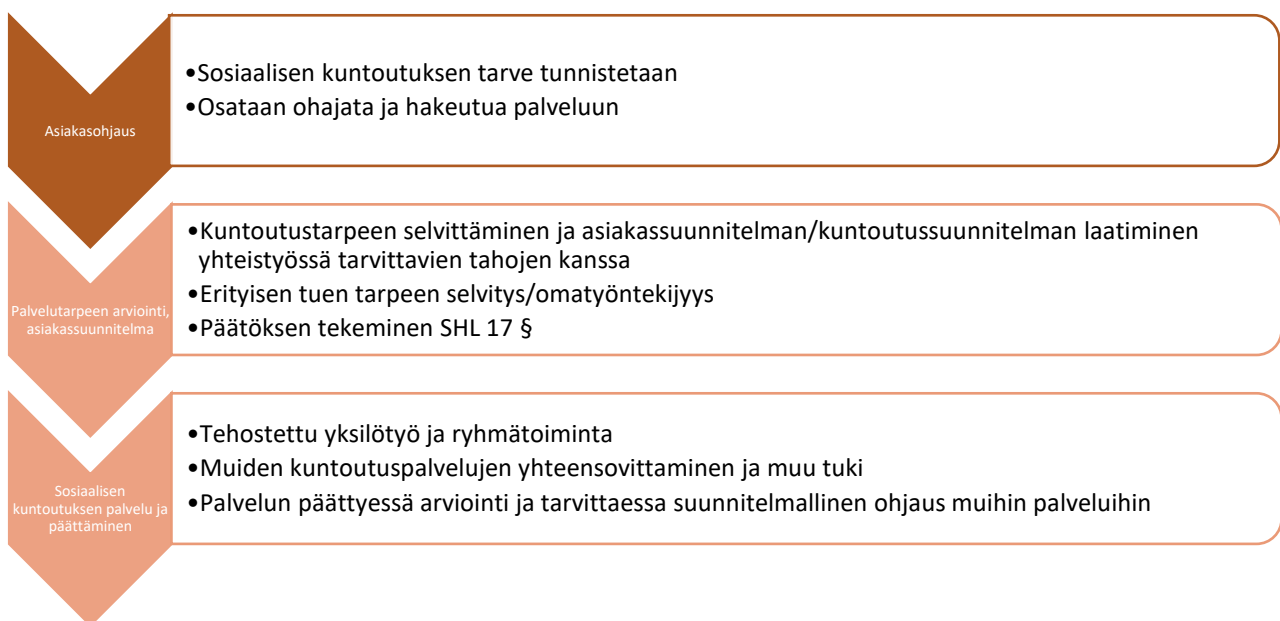 Asiakasohjaus
•Sosiaalisen kuntoutuksen tarve tunnistetaan
•Osataan ohajata ja hakeutua palveluun
Palvelutarpeen arviointi,
asiakassuunnitelma
•Kuntoutustarpeen selvittäminen ja asiakassuunnitelman/kuntoutussuunnitelman laatiminen
yhteistyössä tarvittavien tahojen kanssa
•Erityisen tuen tarpeen selvitys/omatyöntekijyys
•Päätöksen tekeminen SHL 17 §
Sosiaalisen
kuntoutuksen palvelu ja
päättäminen
•Tehostettu yksilötyö ja ryhmätoiminta
•Muiden kuntoutuspalvelujen yhteensovittaminen ja muu tuki
•Palvelun päättyessä arviointi ja tarvittaessa suunnitelmallinen ohjaus muihin palveluihin